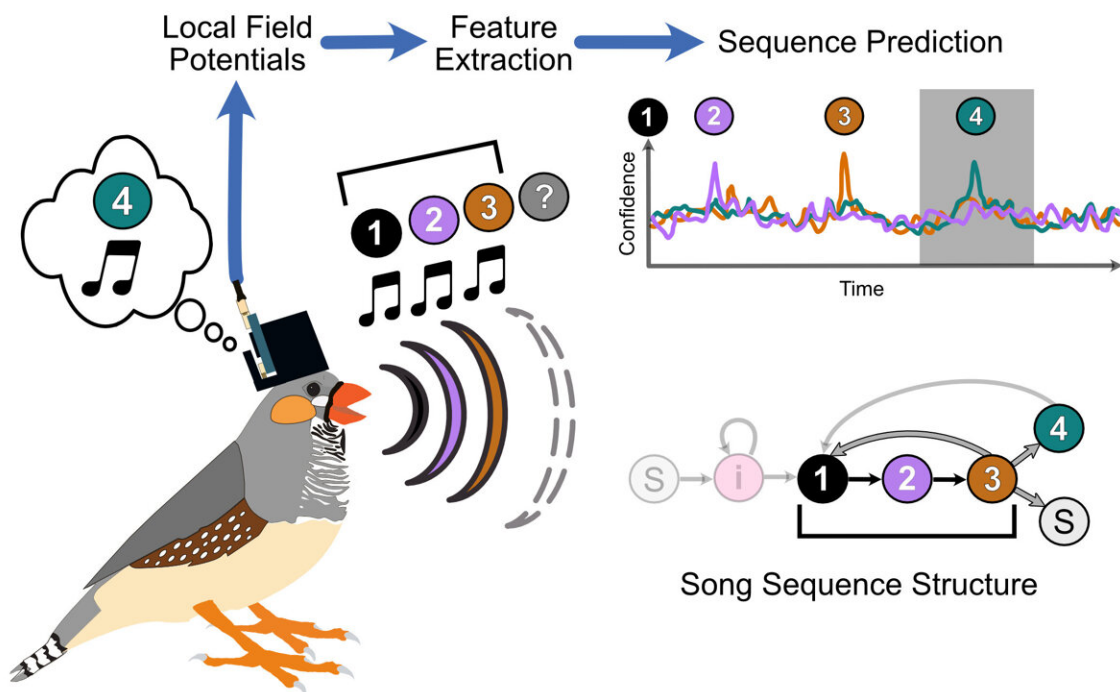 Local Field
Potentials
Feature
Extraction
Sequence Prediction
1
2
3
4
Confidence
Time
4
1
2
3
?
S
i
1
2
3
4
S
Song Sequence Structure